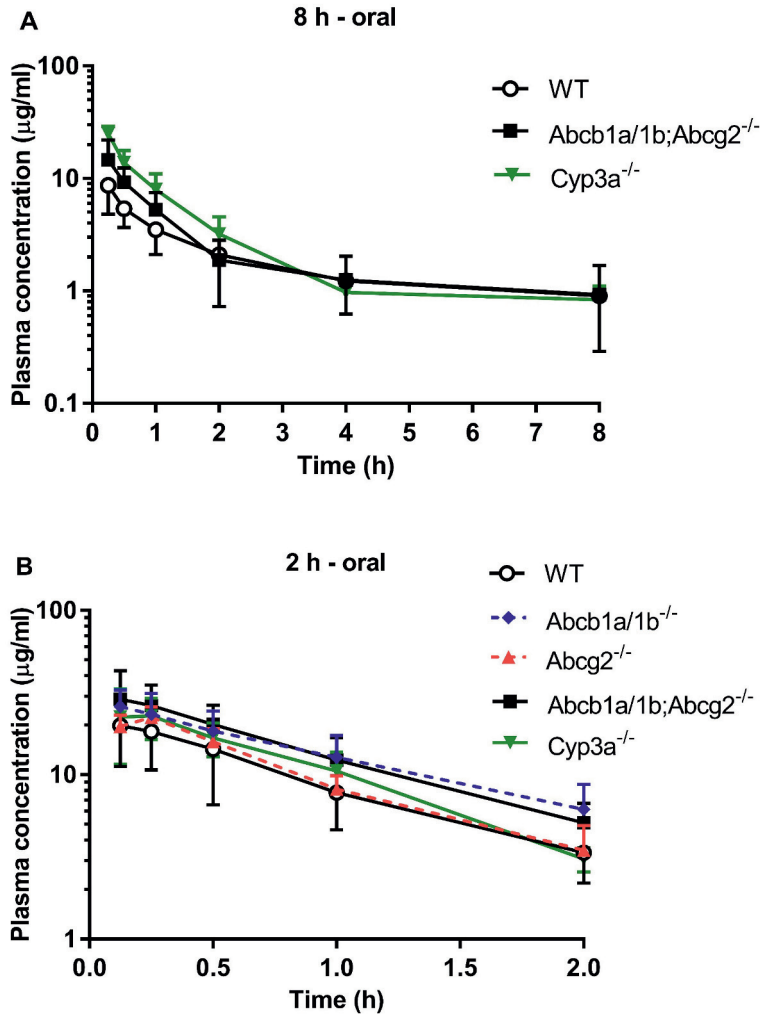 A
8 h - oral
Plasma concentration (μg/ml)
100
10
1
0.1
0 1 2 3 4 5 6 7 8
Time (h)
WT
Abcb1a/1b;Abcg2-/-
Cyp3a-/-
B
2 h - oral
Plasma concentration (μg/ml)
100
10
1
0.0 0.5 1.0 1.5 2.0
Time (h)
WT
Abcb1a/1b-/-
Abcg2-/-
Abcb1a/1b;Abcg2-/-
Cyp3a-/-